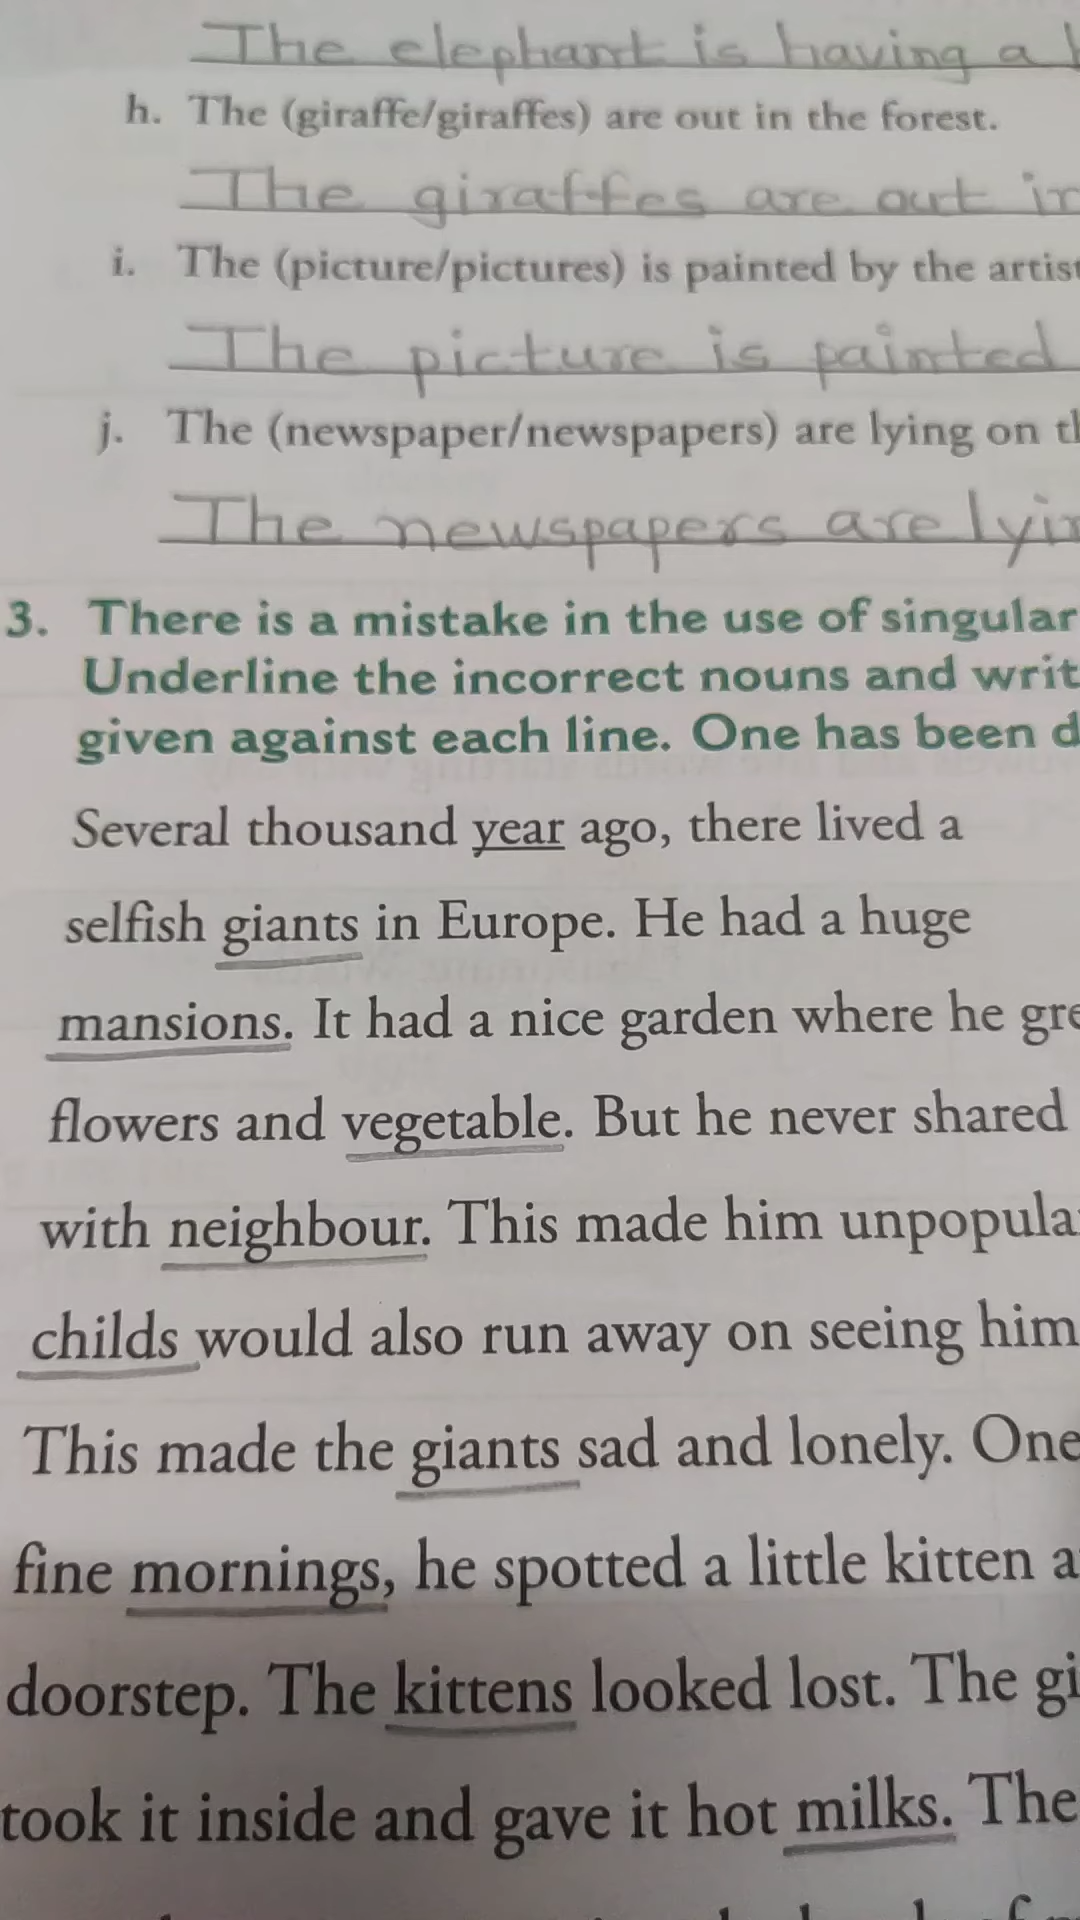 The elephant is having a
h. The (giraffe/giraffes) are out in the forest.
The giraffes are out in
i. The (picture/pictures) is painted by the artist
The picture is painted
j. The (newspaper/newspapers) are lying on
The newspapers are
3. There is a mistake in the use of singular
Underline the incorrect nouns and writ
given against each line. One has been d
Several thousand year ago, there lived a
selfish giants in Europe. He had a huge
mansions. It had a nice garden where he gre
flowers and vegetable. But he never shared
with neighbour. This made him unpopula
childs would also run away on seeing him
This made the giants sad and lonely. One
fine mornings, he spotted a little kitten a
doorstep. The kittens looked lost. The gi
took it inside and gave it hot milks. The